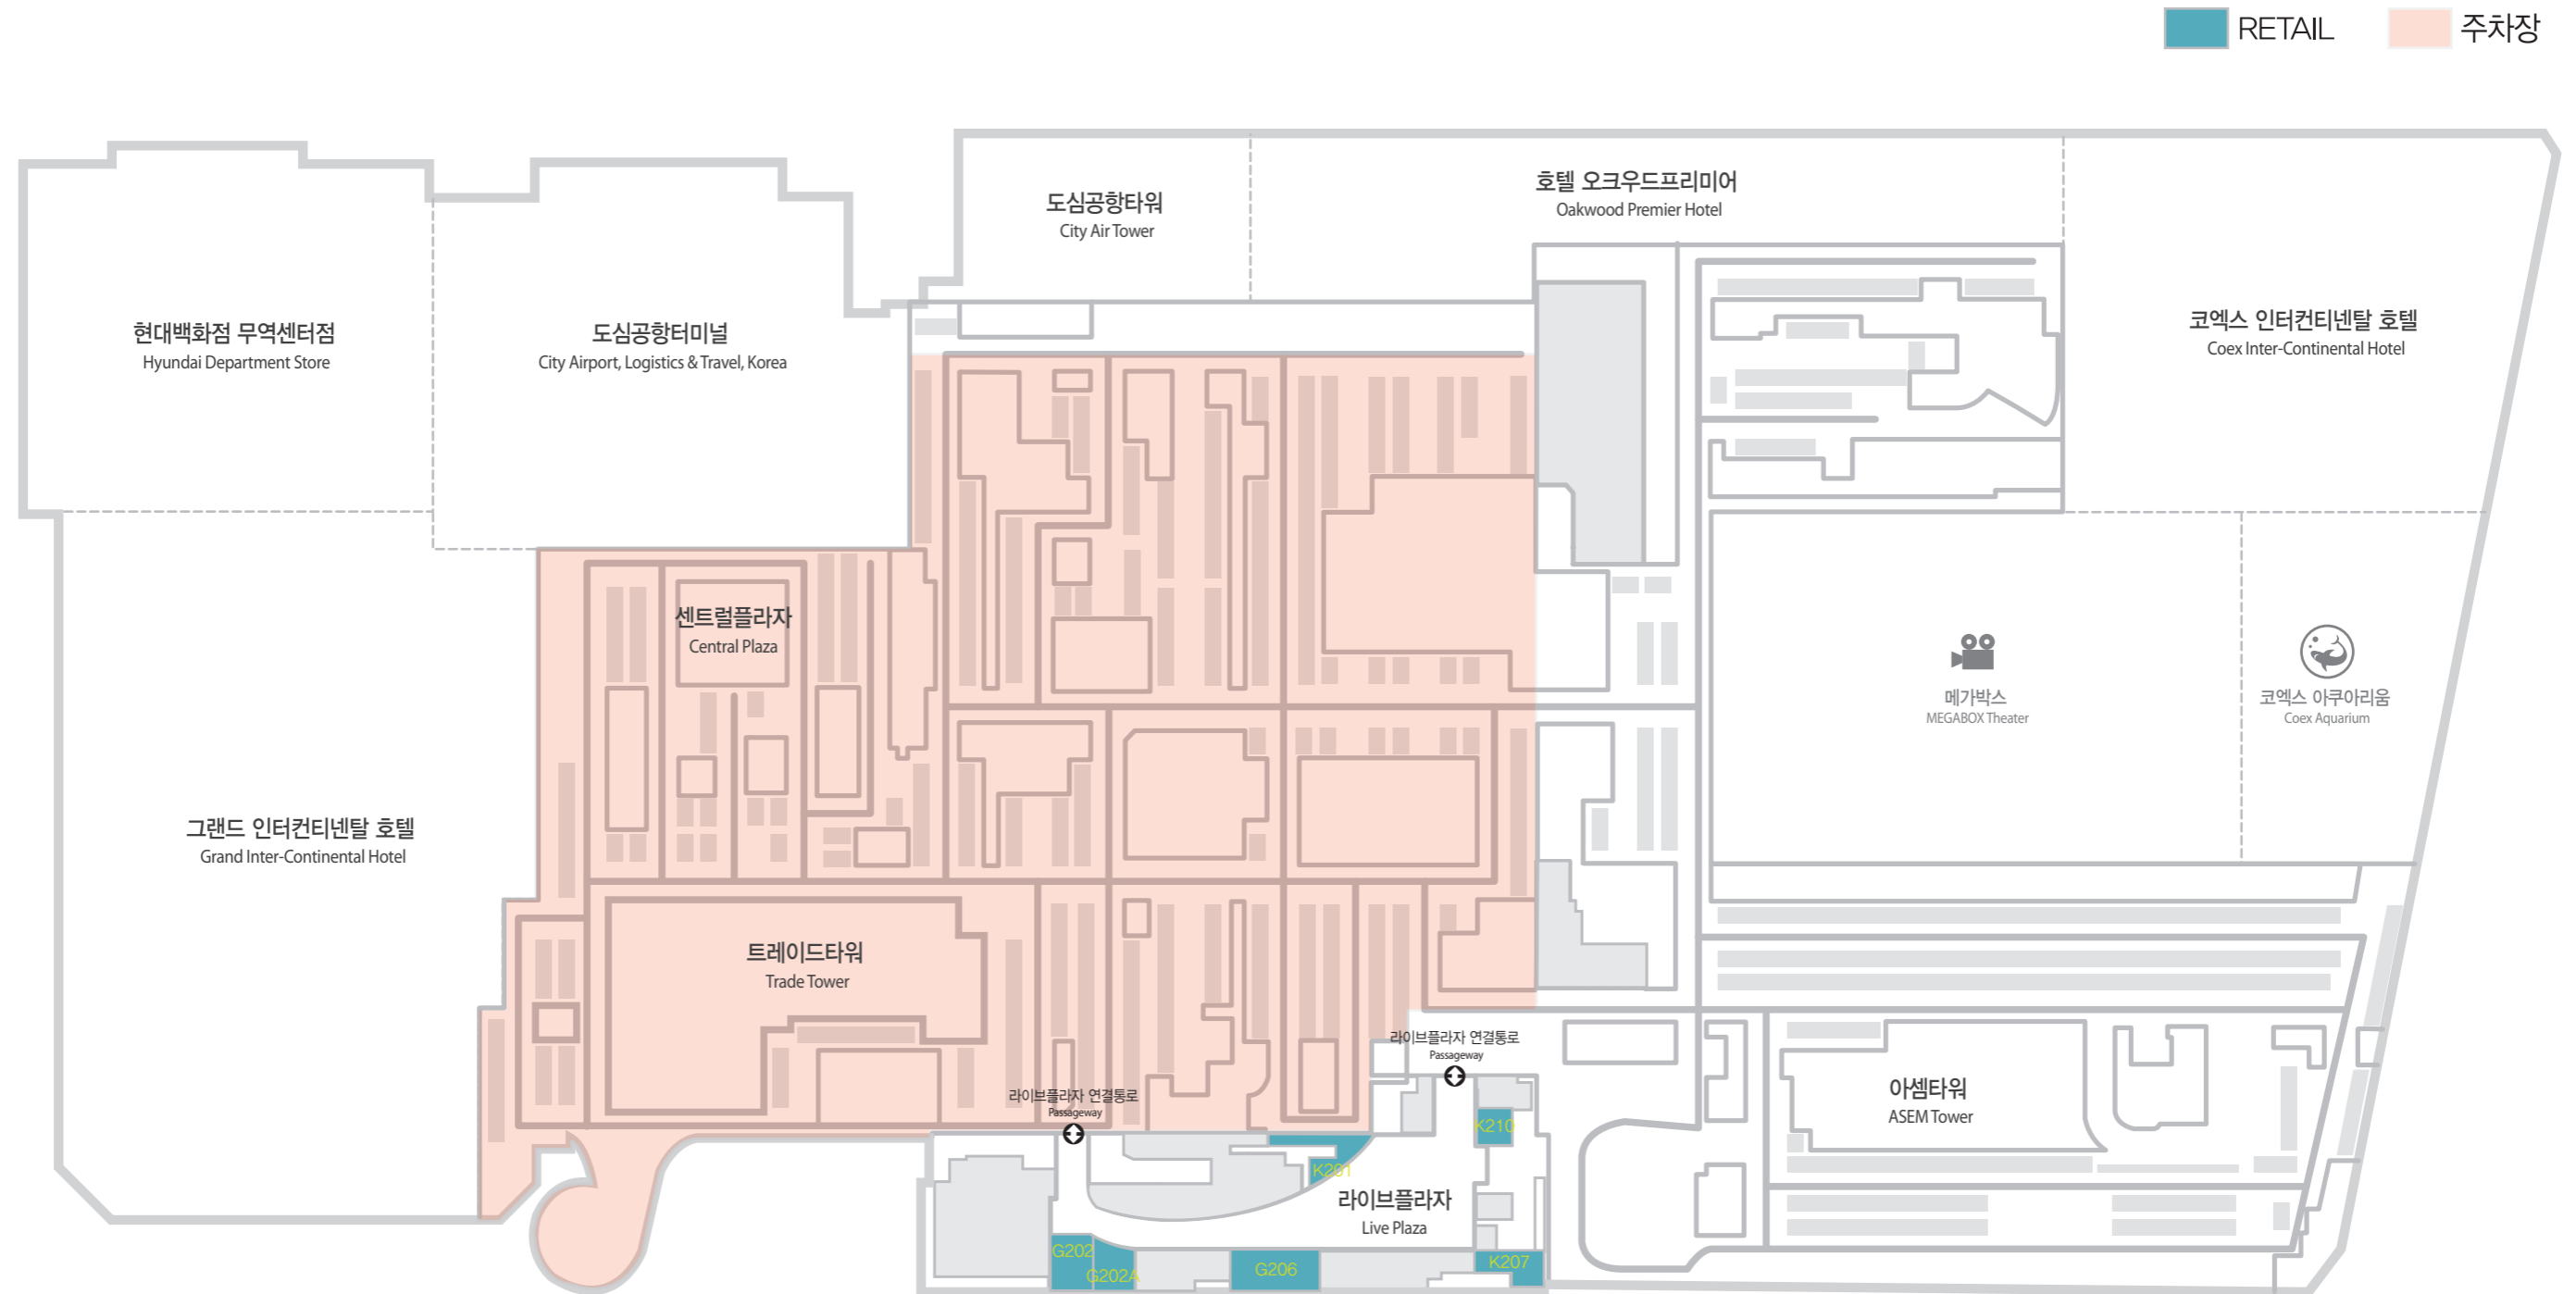 RETAIL
주차장
도심공항타워
City Air Tower
호텔 오크우드프리미어
Oakwood Premier Hotel
현대백화점 무역센터점
Hyundai Department Store
도심공항터미널
City Airport, Logistics & Travel, Korea
코엑스 인터컨티넨탈 호텔
Coex Inter-Continental Hotel
센트럴플라자
Central Plaza
메가박스
MEGABOX Theater
코엑스 아쿠아리움
Coex Aquarium
그랜드 인터컨티넨탈 호텔
Grand Inter-Continental Hotel
트레이드타워
Trade Tower
라이브플라자 연결통로
Passageway
라이브플라자 연결통로
Passageway
아셈타워
ASEM Tower
K210
K201
라이브플라자
Live Plaza
G202
G202A
G206
K207